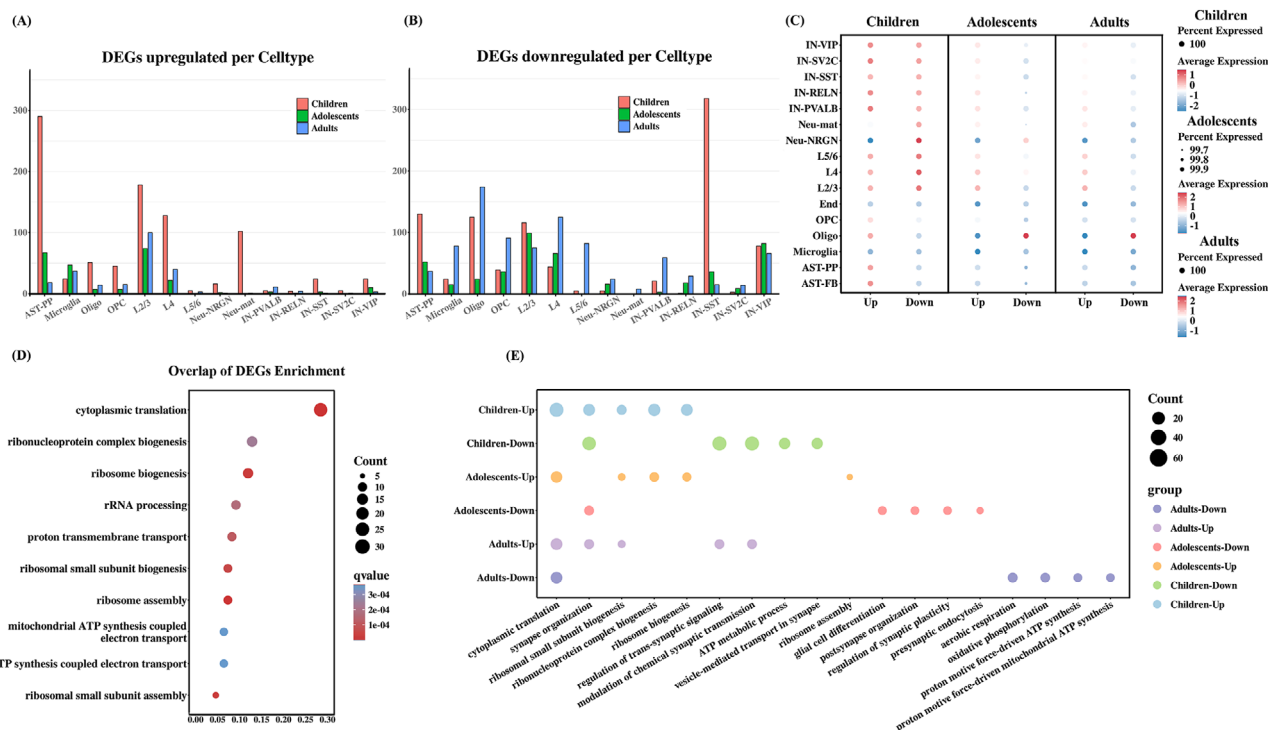 (A)
DEGs upregulated per Celltype
300
200
100
0
Children
Adolescents
Adults
AST-PP
Microglia
Oligo
OPC
L2/3
L4
L5/6
Neu-NRGN
Neu-mat
IN-PVALB
IN-RELN
IN-SST
IN-SV2C
IN-VIP
(B)
DEGs downregulated per Celltype
300
200
100
0
Children
Adolescents
Adults
AST-PP
Microglia
Oligo
OPC
L2/3
L4
L5/6
Neu-NRGN
Neu-mat
IN-PVALB
IN-RELN
IN-SST
IN-SV2C
IN-VIP
(C)
Children Adolescents Adults
IN-VIP
IN-SV2C
IN-SST
IN-RELN
IN-PVALB
Neu-mat
Neu-NRGN
L5/6
L4
L2/3
End
OPC
Oligo
Microglia
AST-PP
AST-FB
Up Down Up Down Up Down
Children
Percent Expressed
100
Average Expression
1
0
-1
-2
Adolescents
Percent Expressed
99.7
99.8
99.9
Average Expression
2
1
0
-1
Adults
Percent Expressed
100
Average Expression
2
1
0
-1
(D)
Overlap of DEGs Enrichment
cytoplasmic translation
ribonucleoprotein complex biogenesis
ribosome biogenesis
rRNA processing
proton transmembrane transport
ribosomal small subunit biogenesis
ribosome assembly
mitochondrial ATP synthesis coupled
electron transport
TP synthesis coupled electron transport
ribosomal small subunit assembly
0.00 0.05 0.10 0.15 0.20 0.25 0.30
Count
5
10
15
20
25
30
qvalue
3e-04
2e-04
1e-04
(E)
Children-Up
Children-Down
Adolescents-Up
Adolescents-Down
Adults-Up
Adults-Down
cytoplasmic translation
synapse organization
ribosomal small subunit biogenesis
ribonucleoprotein complex biogenesis
ribosome biogenesis
regulation of trans-synaptic signaling
modulation of chemical synaptic transmission
ATP metabolic process
vesicle-mediated transport in synapse
ribosome assembly
glial cell differentiation
postsynapse organization
regulation of synaptic plasticity
presynaptic endocytosis
aerobic respiration
oxidative phosphorylation
proton motive force-driven ATP synthesis
proton motive force-driven mitochondrial ATP synthesis
Count
20
40
60
group
Adults-Down
Adults-Up
Adolescents-Down
Adolescents-Up
Children-Down
Children-Up